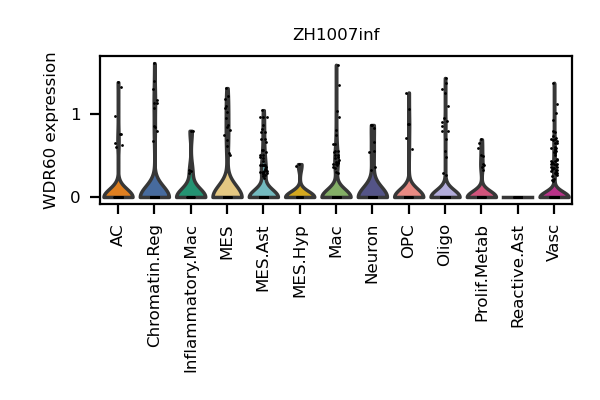 ZH1007inf
WDR60 expression
1
0
AC
Chromatin.Reg
Inflammatory.Mac
MES
MES.Ast
MES.Hyp
Mac
Neuron
OPC
Oligo
Prolif.Metab
Reactive.Ast
Vasc